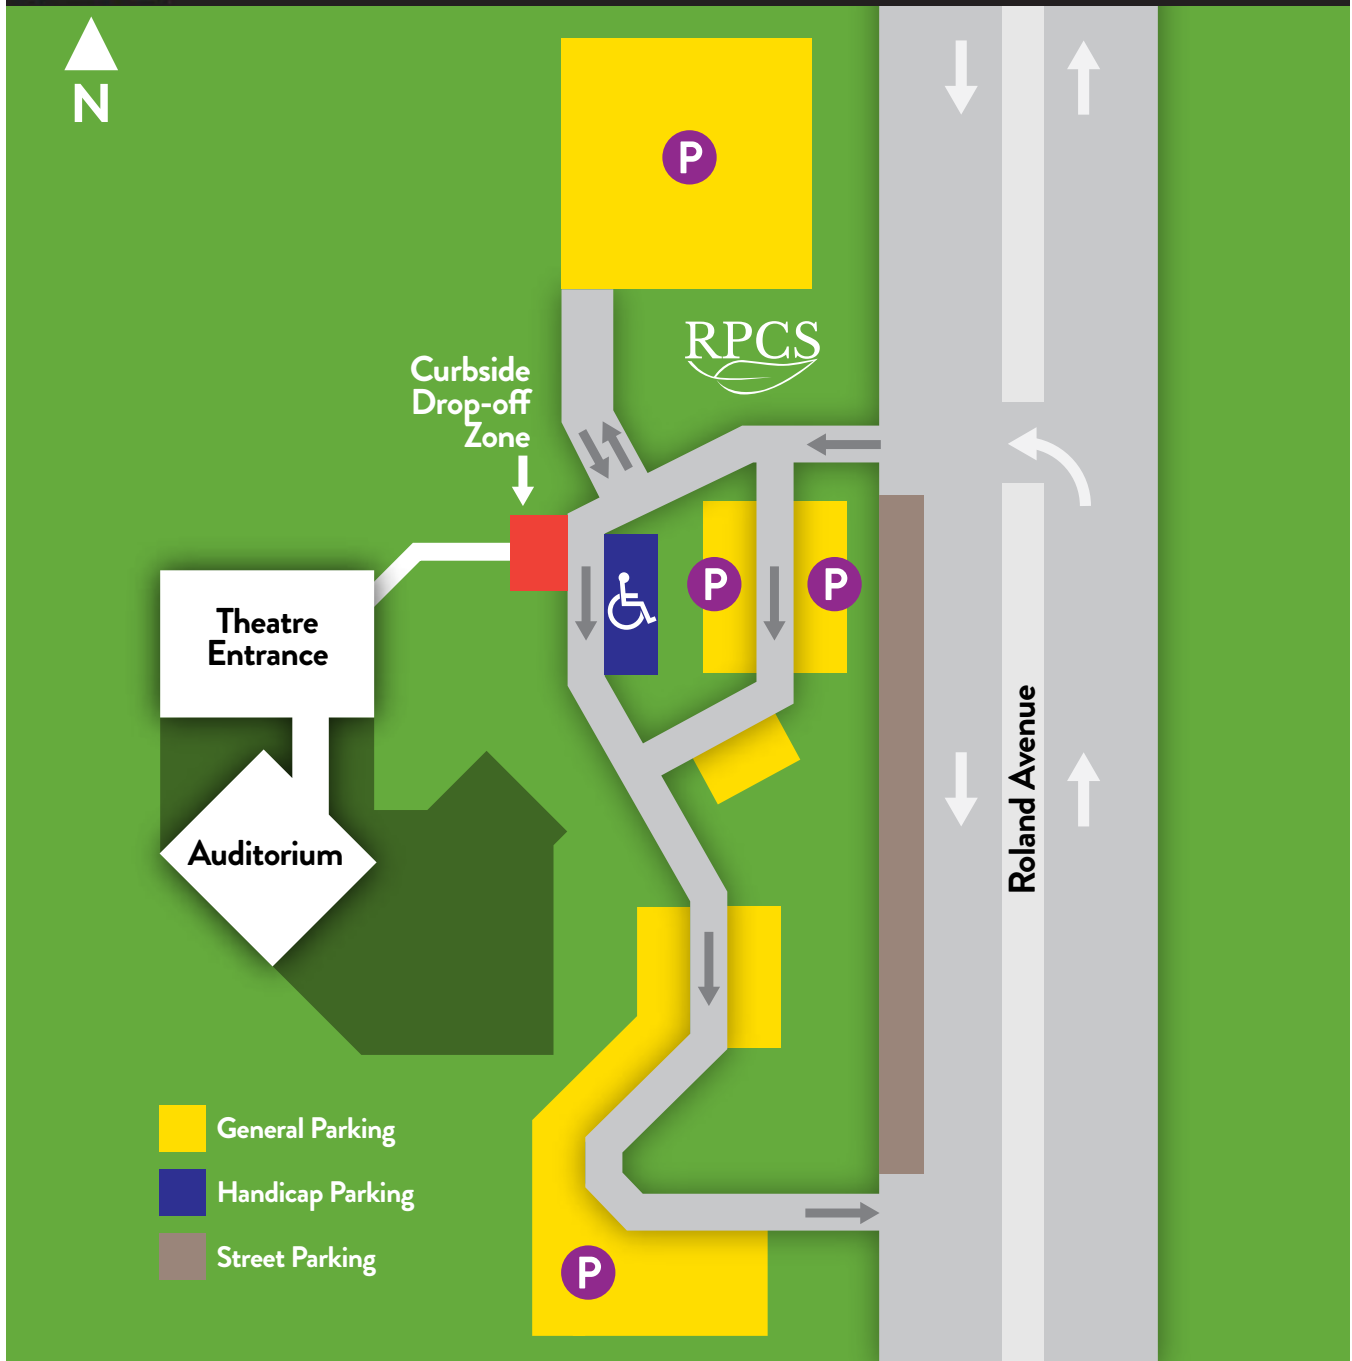 N
P
RPCS
Curbside
Drop-off
Zone
P
P
Theatre
Entrance
Roland Avenue
Auditorium
General Parking
Handicap Parking
Street Parking
P